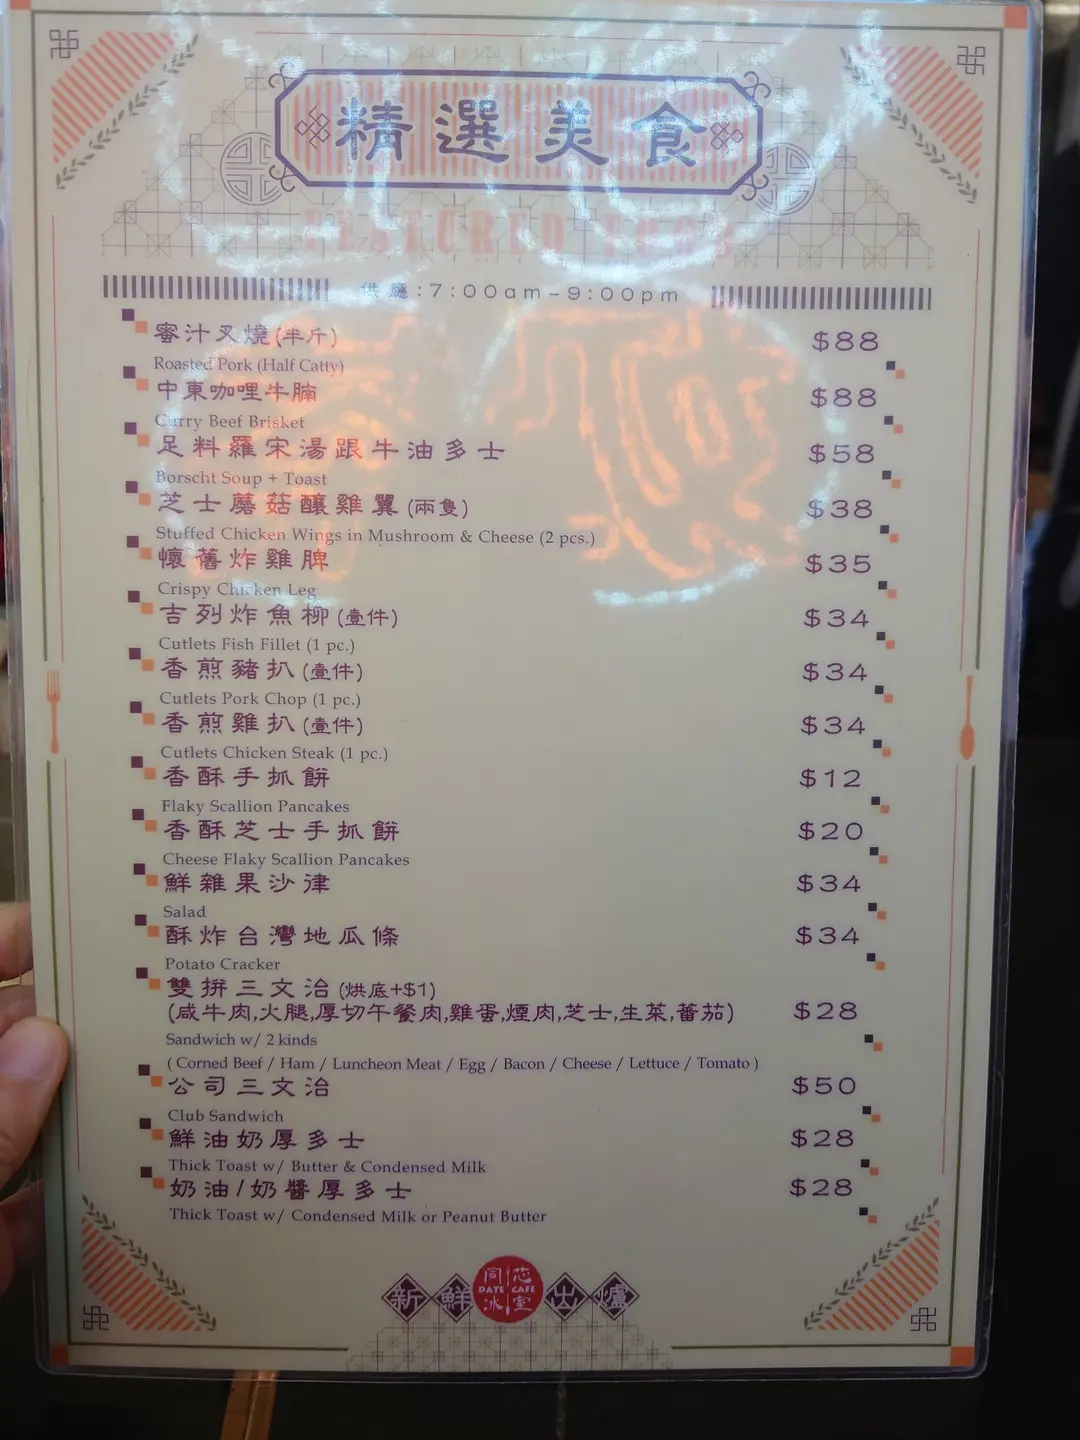 精選美食
FEATURED FOOD
供應:7:00am-9:00pm
蜜汁叉燒(半斤) $88
Roasted Pork (Half Catty)
中東咖哩牛腩 $88
Curry Beef Brisket
足料羅宋湯跟牛油多士 $58
Borscht Soup + Toast
芝士蘑菇釀雞翼(兩隻) $38
Stuffed Chicken Wings in Mushroom & Cheese (2 pcs.)
懷舊炸雞脾 $35
Crispy Chicken Leg
吉列炸魚柳(壹件) $34
Cutlets Fish Fillet (1 pc.)
香煎豬扒(壹件) $34
Cutlets Pork Chop (1 pc.)
香煎雞扒(壹件) $34
Cutlets Chicken Steak (1 pc.)
香酥手抓餅 $12
Flaky Scallion Pancakes
香酥芝士手抓餅 $20
Cheese Flaky Scallion Pancakes
鮮雜果沙律 $34
Salad
酥炸台灣地瓜條 $34
Potato Cracker
雙拼三文治(烘底+$1)
(咸牛肉,火腿,厚切午餐肉,雞蛋,煙肉,芝士,生菜,蕃茄) $28
Sandwich w/ 2 kinds
( Corned Beef / Ham / Luncheon Meat / Egg / Bacon / Cheese / Lettuce / Tomato )
公司三文治 $50
Club Sandwich
鮮油奶厚多士 $28
Thick Toast w/ Butter & Condensed Milk
奶油/奶醬厚多士 $28
Thick Toast w/ Condensed Milk or Peanut Butter
新鮮 出爐
同芯
DATE CAFE
冰室